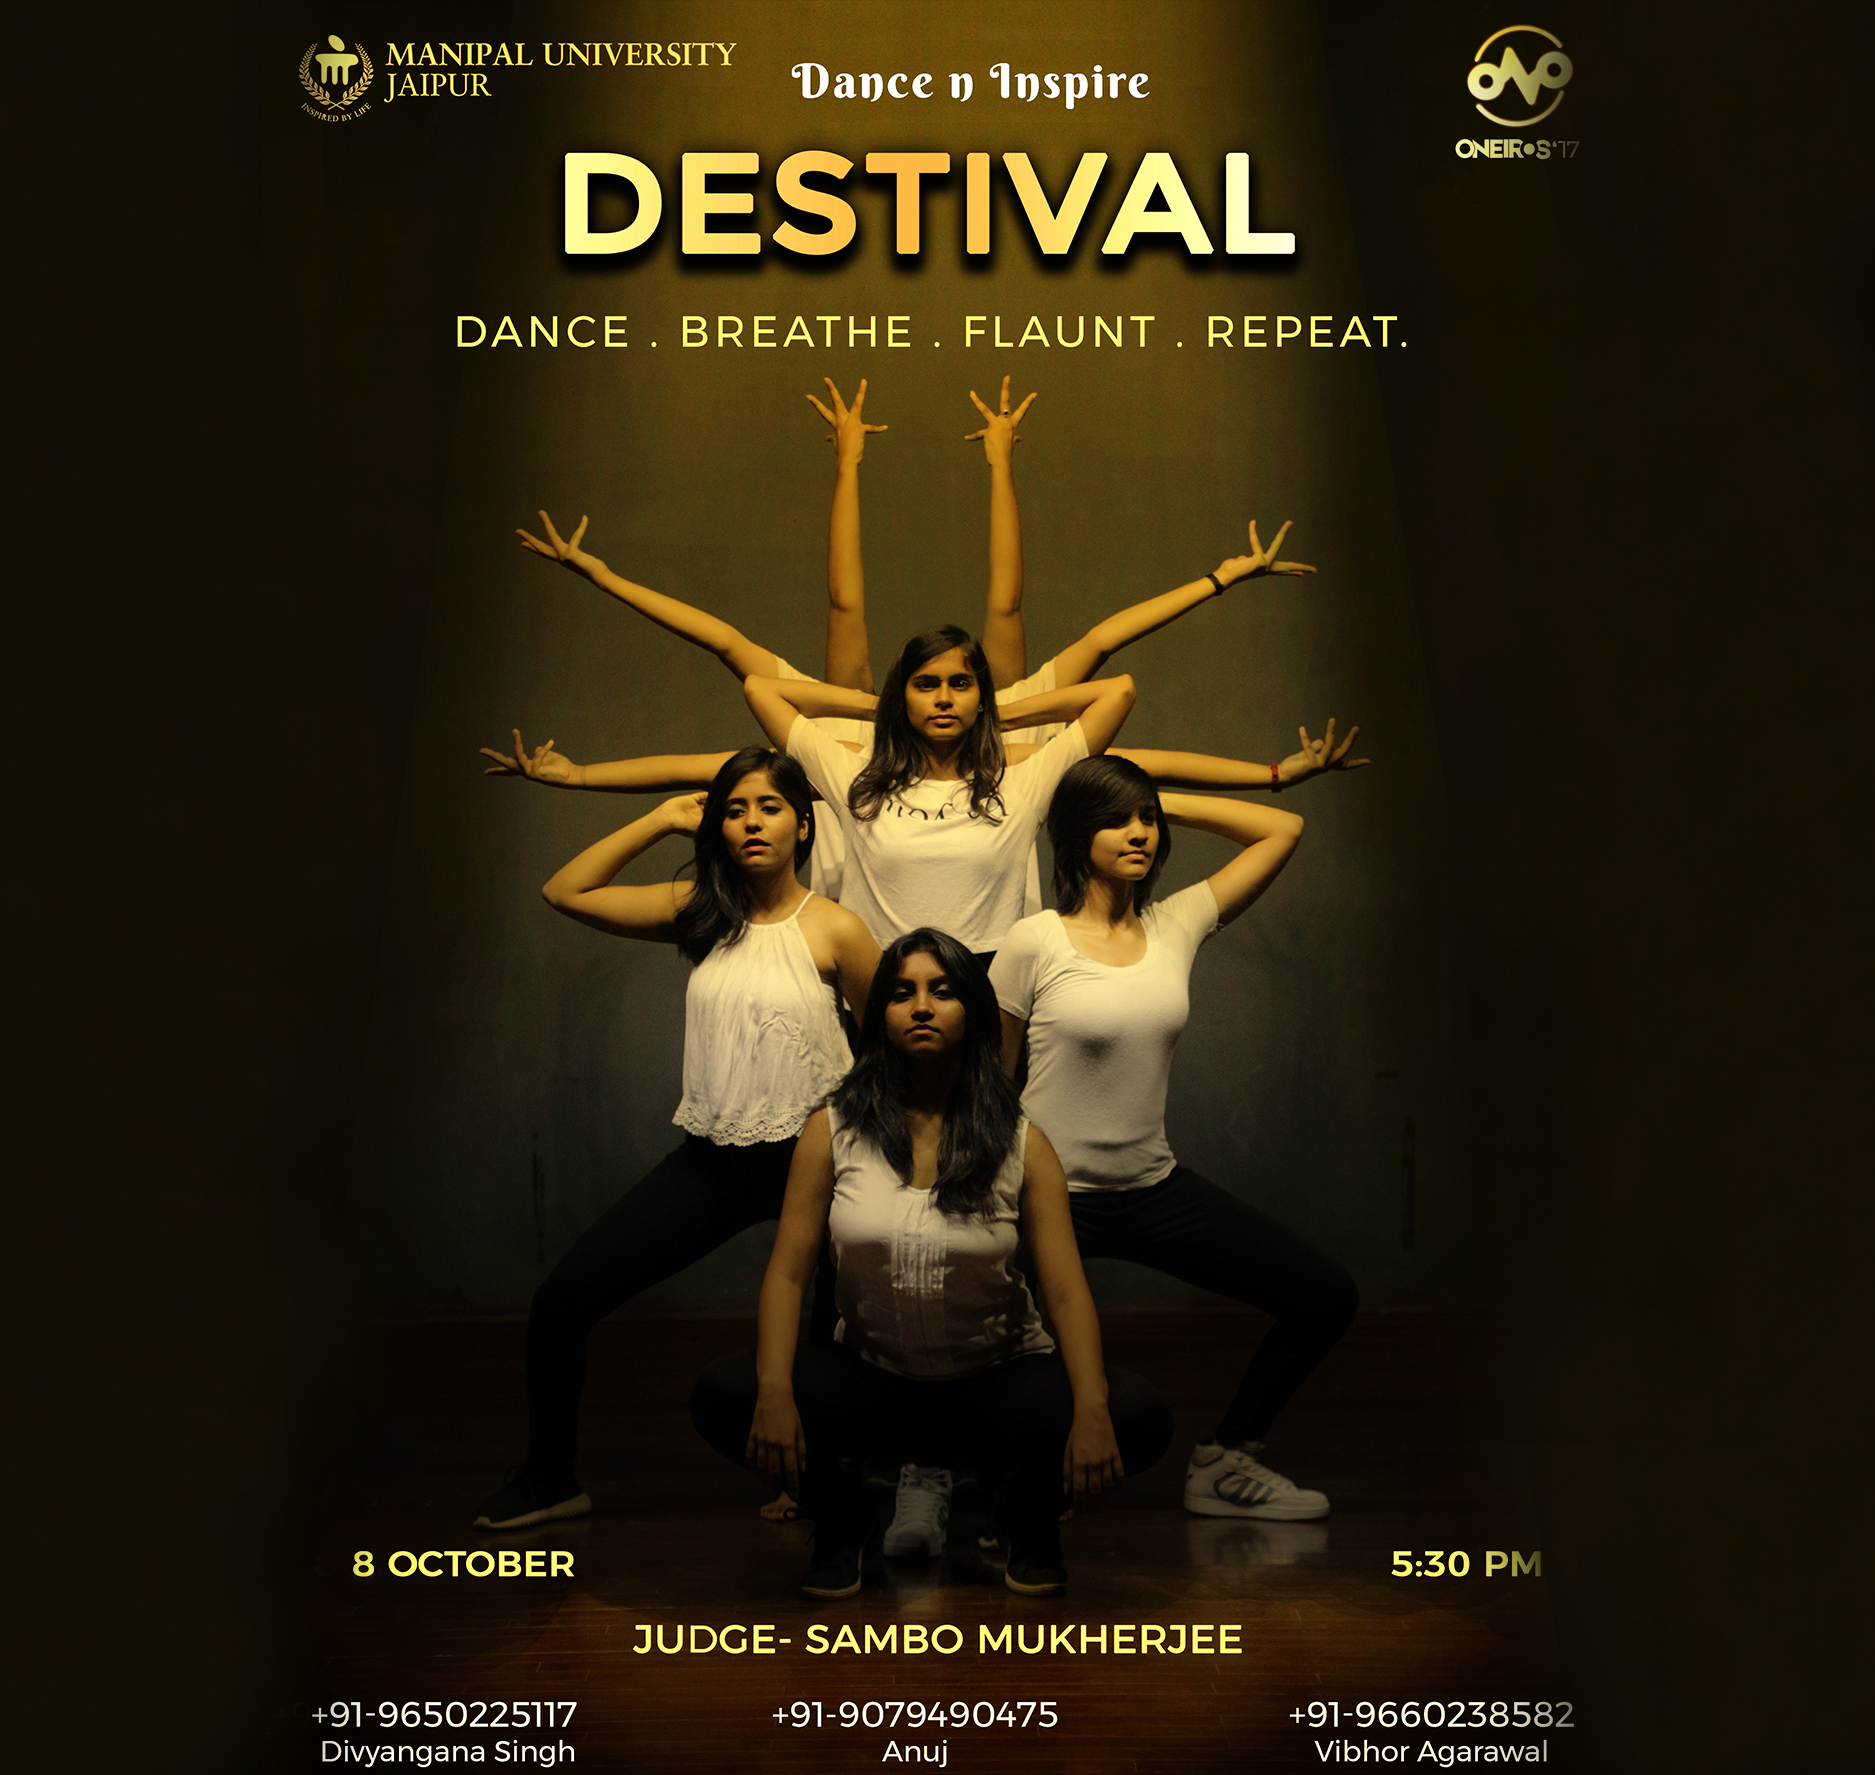 MANIPAL UNIVERSITY
JAIPUR
INSPIRED BY LIFE
Dance n Inspire
ONEIROS'17
DESTIVAL
DANCE . BREATHE . FLAUNT . REPEAT.
8 OCTOBER
5:30 PM
JUDGE- SAMBO MUKHERJEE
+91-9650225117
Divyangana Singh
+91-9079490475
Anuj
+91-9660238582
Vibhor Agarawal